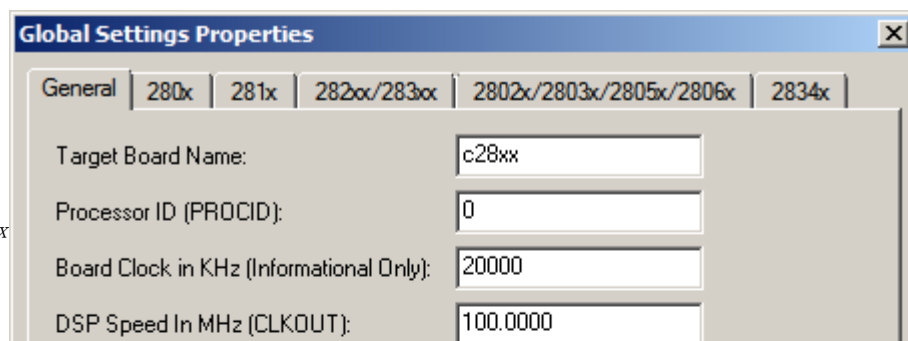 Global Settings Properties
General 280x 281x 282xx/283xx 2802x/2803x/2805x/2806x 2834x
Target Board Name: c28xx
Processor ID (PROCID): 0
x
Board Clock in KHz (Informational Only): 20000
DSP Speed In MHz (CLKOUT): 100.0000